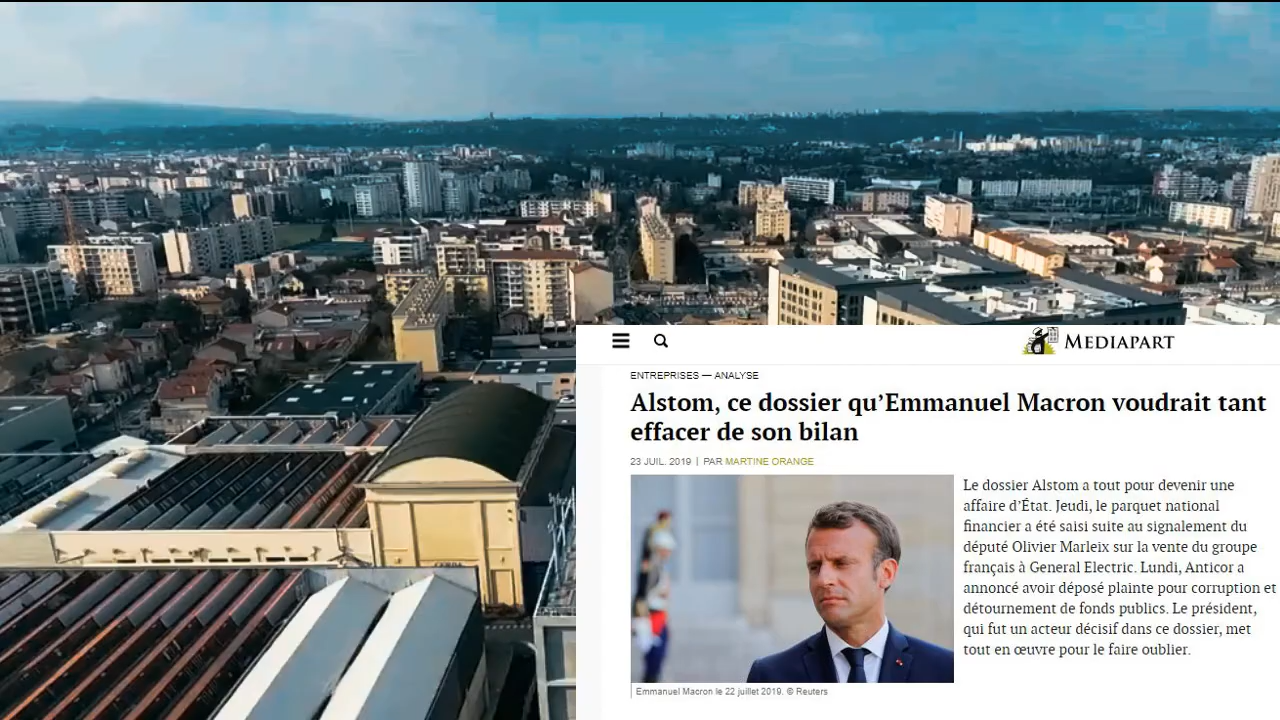 MEDIAPART
ENTREPRISES — ANALYSE
Alstom, ce dossier qu’Emmanuel Macron voudrait tant
effacer de son bilan
23 JUIL. 2019 | PAR MARTINE ORANGE
Le dossier Alstom a tout pour devenir une
affaire d’État. Jeudi, le parquet national
financier a été saisi suite au signalement du
député Olivier Marleix sur la vente du groupe
français à General Electric. Lundi, Anticor a
annoncé avoir déposé plainte pour corruption et
détournement de fonds publics. Le président,
qui fut un acteur décisif dans ce dossier, met
tout en œuvre pour le faire oublier.
Emmanuel Macron le 22 juillet 2019. © Reuters